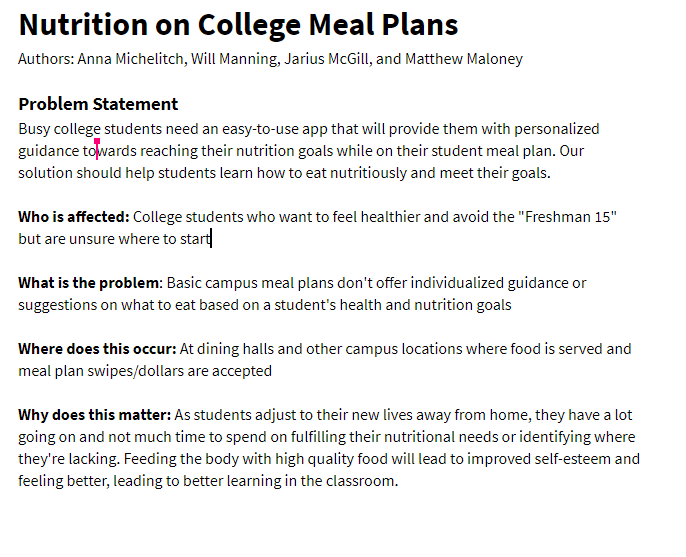 Nutrition on College Meal Plans
Authors: Anna Michelitch, Will Manning, Jarius McGill, and Matthew Maloney
Problem Statement
Busy college students need an easy-to-use app that will provide them with personalized
guidance towards reaching their nutrition goals while on their student meal plan. Our
solution should help students learn how to eat nutritiously and meet their goals.
Who is affected: College students who want to feel healthier and avoid the "Freshman 15"
but are unsure where to start
What is the problem: Basic campus meal plans don't offer individualized guidance or
suggestions on what to eat based on a student's health and nutrition goals
Where does this occur: At dining halls and other campus locations where food is served and
meal plan swipes/dollars are accepted
Why does this matter: As students adjust to their new lives away from home, they have a lot
going on and not much time to spend on fulfilling their nutritional needs or identifying where
they're lacking. Feeding the body with high quality food will lead to improved self-esteem and
feeling better, leading to better learning in the classroom.